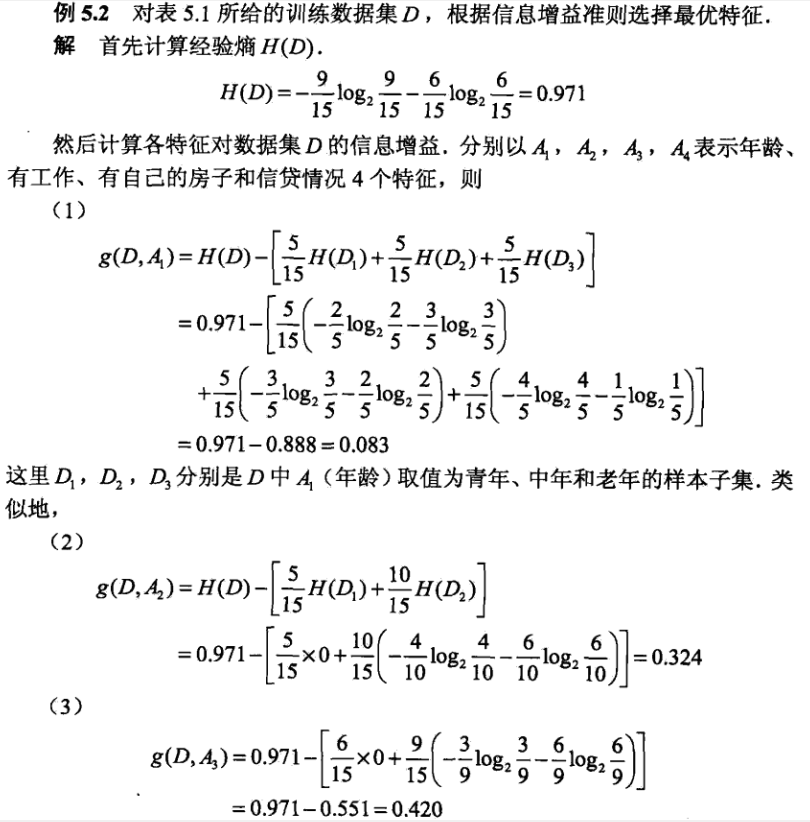 例 5.2 对表 5.1 所给的训练数据集 D，根据信息增益准则选择最优特征．
解 首先计算经验熵 H(D)．
H(D)=-\frac{9}{15}\log_2\frac{9}{15}-\frac{6}{15}\log_2\frac{6}{15}=0.971
然后计算各特征对数据集 D 的信息增益．分别以 A_1，A_2，A_3，A_4 表示年龄、
有工作、有自己的房子和信贷情况 4 个特征，则
（1）
g(D,A_1)=H(D)-\left[\frac{5}{15}H(D_1)+\frac{5}{15}H(D_2)+\frac{5}{15}H(D_3)\right]
=0.971-\left[\frac{5}{15}\left(-\frac{2}{5}\log_2\frac{2}{5}-\frac{3}{5}\log_2\frac{3}{5}\right)\right.
\left.+\frac{5}{15}\left(-\frac{3}{5}\log_2\frac{3}{5}-\frac{2}{5}\log_2\frac{2}{5}\right)+\frac{5}{15}\left(-\frac{4}{5}\log_2\frac{4}{5}-\frac{1}{5}\log_2\frac{1}{5}\right)\right]
=0.971-0.888=0.083
这里 D_1，D_2，D_3 分别是 D 中 A_1（年龄）取值为青年、中年和老年的样本子集．类
似地，
（2）
g(D,A_2)=H(D)-\left[\frac{5}{15}H(D_1)+\frac{10}{15}H(D_2)\right]
=0.971-\left[\frac{5}{15}×0+\frac{10}{15}\left(-\frac{4}{10}\log_2\frac{4}{10}-\frac{6}{10}\log_2\frac{6}{10}\right)\right]=0.324
（3）
g(D,A_3)=0.971-\left[\frac{6}{15}×0+\frac{9}{15}\left(-\frac{3}{9}\log_2\frac{3}{9}-\frac{6}{9}\log_2\frac{6}{9}\right)\right]
=0.971-0.551=0.420